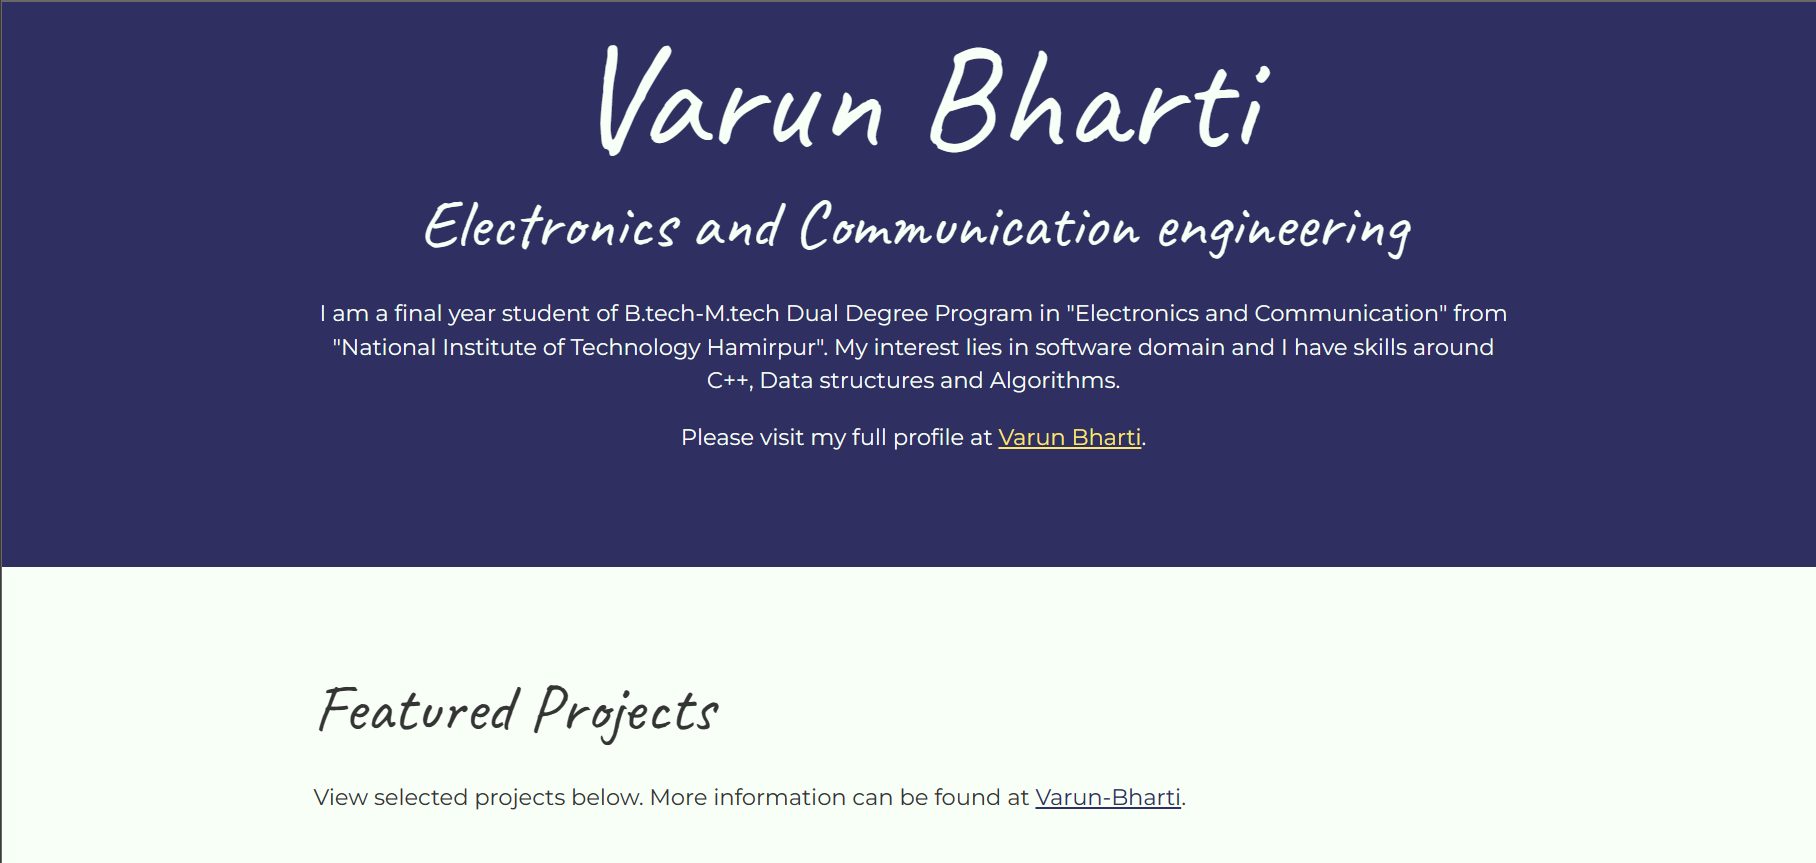 Varun Bharti
Electronics and Communication engineering
I am a final year student of B.tech-M.tech Dual Degree Program in "Electronics and Communication" from
"National Institute of Technology Hamirpur". My interest lies in software domain and I have skills around
C++, Data structures and Algorithms.
Please visit my full profile at Varun Bharti.
Featured Projects
View selected projects below. More information can be found at Varun-Bharti.